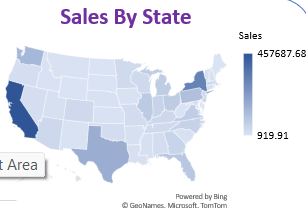 Sales By State
Sales
457687.68
919.91
t Area
Powered by Bing
© GeoNames, Microsoft, TomTom